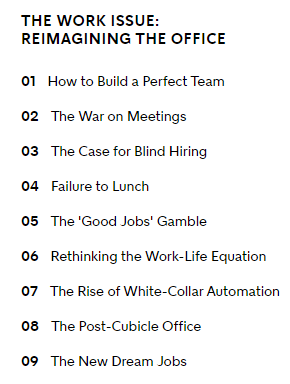 THE WORK ISSUE:
REIMAGINING THE OFFICE
01 How to Build a Perfect Team
02 The War on Meetings
03 The Case for Blind Hiring
04 Failure to Lunch
05 The 'Good Jobs' Gamble
06 Rethinking the Work-Life Equation
07 The Rise of White-Collar Automation
08 The Post-Cubicle Office
09 The New Dream Jobs